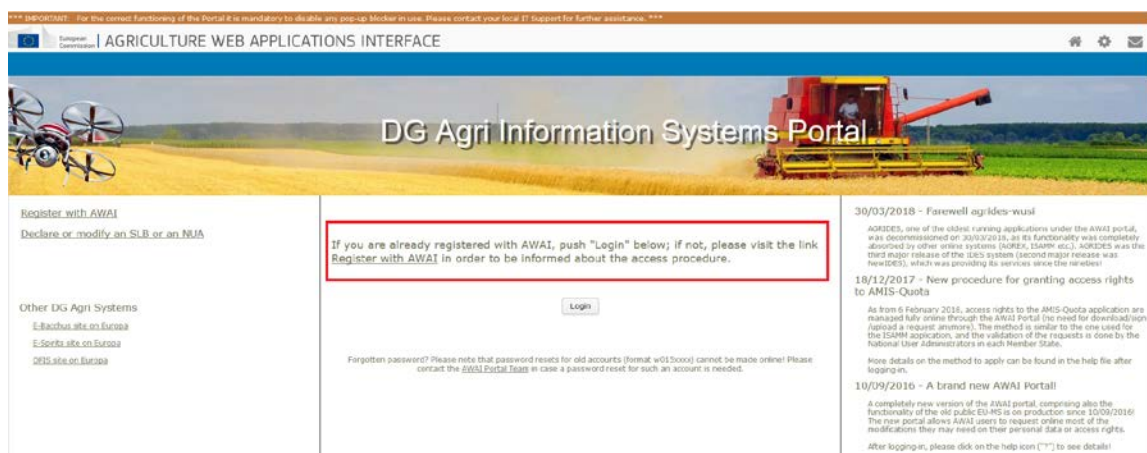 *** IMPORTANT: For the correct functioning of the Portal it is mandatory to disable any pop-up blocker in use. Please contact your local IT Support for further assistance. ***
European
Commission
AGRICULTURE WEB APPLICATIONS INTERFACE
DG Agri Information Systems Portal
Register with AWAI
Declare or modify an SLB or an NUA
Other DG Agri Systems
E-Bacchus site on Europa
E-Spirits site on Europa
OFIS site on Europa
If you are already registered with AWAI, push "Login" below; if not, please visit the link
Register with AWAI in order to be informed about the access procedure.
Login
Forgotten password? Please note that password resets for old accounts (format w015xxxx) cannot be made online! Please
contact the AWAI Portal Team in case a password reset for such an account is needed.
30/03/2018 - Farewell agrides-wusi
AGRIDES, one of the oldest running applications under the AWAI portal,
was decommissioned on 30/03/2018, as its functionality was completely
absorbed by other online systems (AGREX, ISAMM etc.). AGRIDES was the
third major release of the IDES system (second major release was
NewIDES), which was providing its services since the nineties!
18/12/2017 - New procedure for granting access rights
to AMIS-Quota
As from 6 February 2018, access rights to the AMIS-Quota application are
managed fully online through the AWAI Portal (no need for download/sign
/upload a request anymore). The method is similar to the one used for
the ISAMM application, and the validation of the requests is done by the
National User Administrators in each Member State.
More details on the method to apply can be found in the help file after
logging-in.
10/09/2016 - A brand new AWAI Portal!
A completely new version of the AWAI portal, comprising also the
functionality of the old public EU-MS is on production since 10/09/2016!
The new portal allows AWAI users to request online most of the
modifications they may need on their personal data or access rights.
After logging-in, please click on the help icon ("?") to see details!